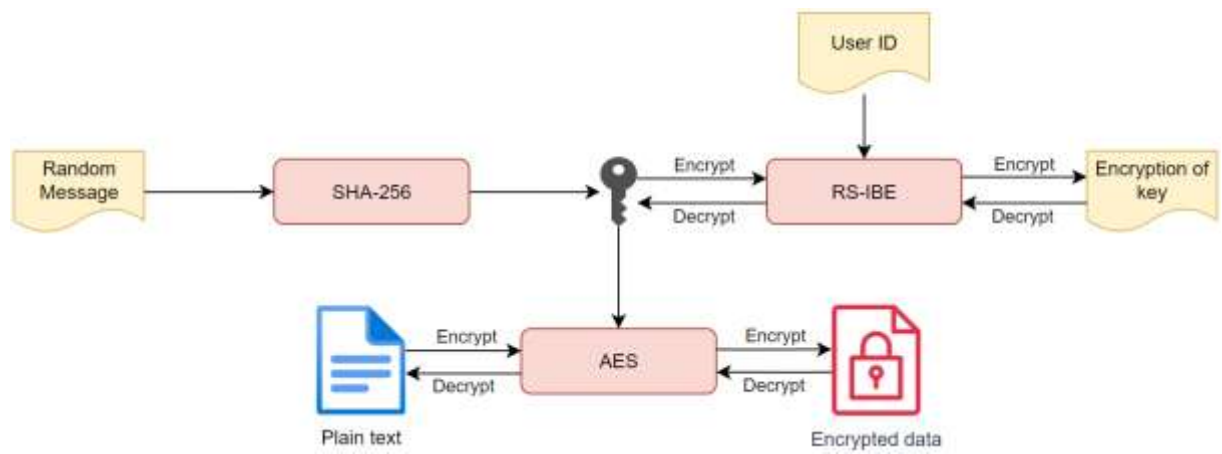 User ID
Random
Message
SHA-256
Encrypt
Decrypt
RS-IBE
Encrypt
Decrypt
Encryption of
key
Encrypt
Decrypt
AES
Encrypt
Decrypt
Plain text
Encrypted data